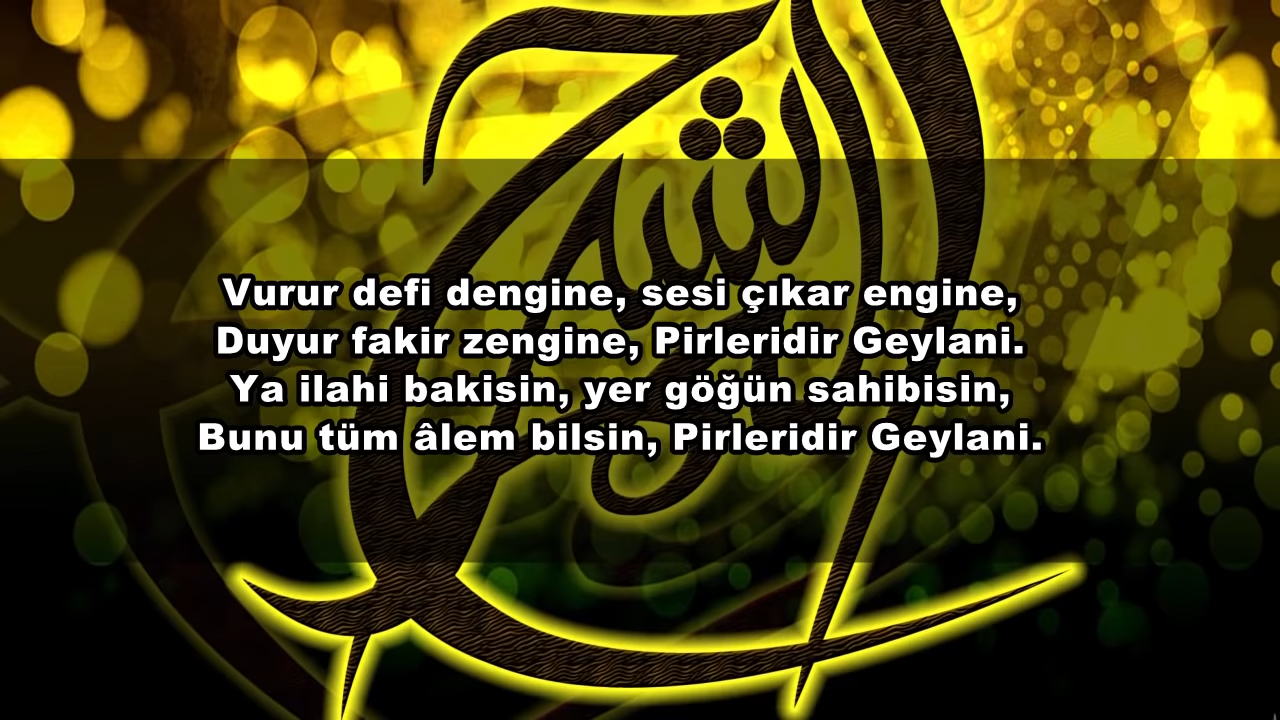 Vurur defi dengine, sesi çıkar engine,
Duyur fakir zengine, Pirleridir Geylani.
Ya ilahi bakisin, yer göğün sahibisin,
Bunu tüm âlem bilsin, Pirleridir Geylani.